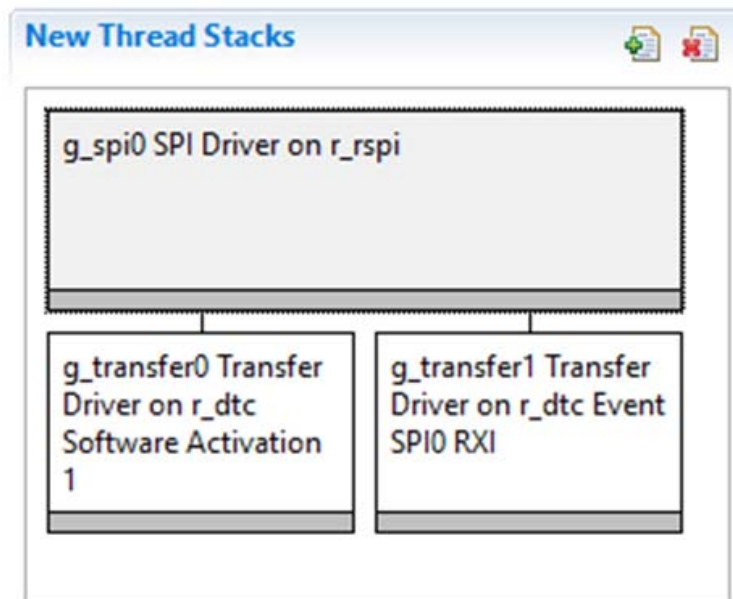 New Thread Stacks
g_spi0 SPI Driver on r_rspi
g_transfer0 Transfer
Driver on r_dtc
Software Activation
1
g_transfer1 Transfer
Driver on r_dtc Event
SPI0 RXI